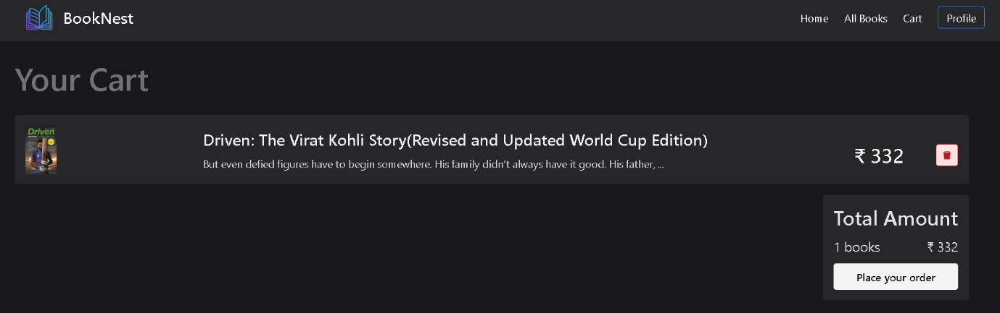 BookNest
Home All Books Cart Profile
Your Cart
Driven
Driven: The Virat Kohli Story(Revised and Updated World Cup Edition)
But even defied figures have to begin somewhere. His family didn’t always have it good. His father, ...
₹ 332
Total Amount
1 books ₹ 332
Place your order